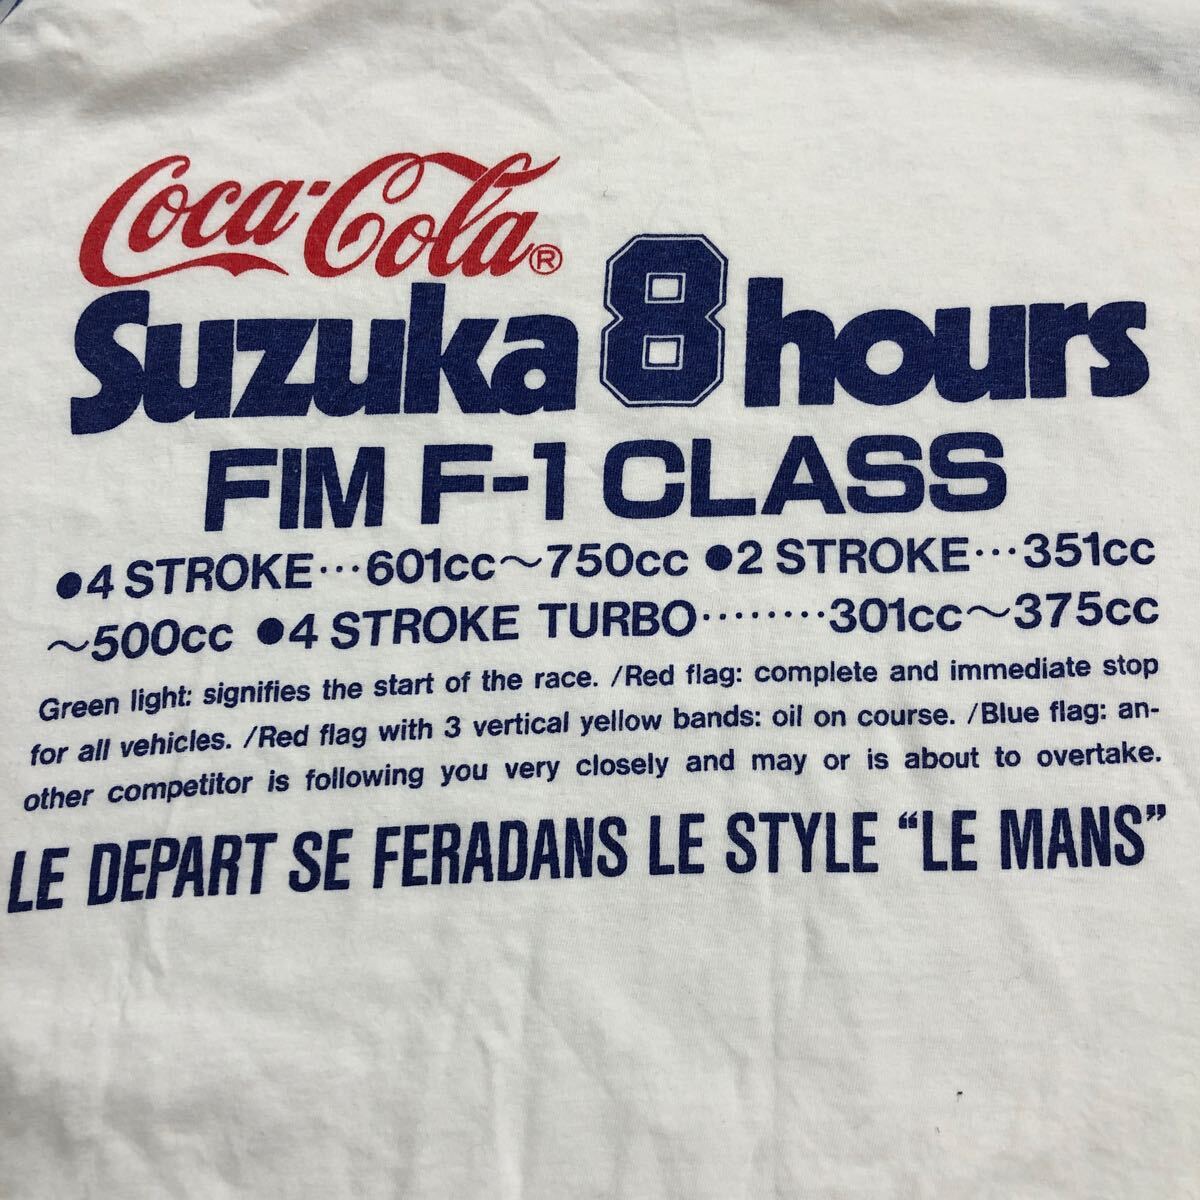 Coca-Cola®
Suzuka 8 hours
FIM F-1 CLASS
●4 STROKE…601cc～750cc ●2 STROKE…351cc
～500cc ●4 STROKE TURBO………301cc～375cc
Green light: signifies the start of the race. /Red flag: complete and immediate stop
for all vehicles. /Red flag with 3 vertical yellow bands: oil on course. /Blue flag: an-
other competitor is following you very closely and may or is about to overtake.
LE DEPART SE FERADANS LE STYLE “LE MANS”